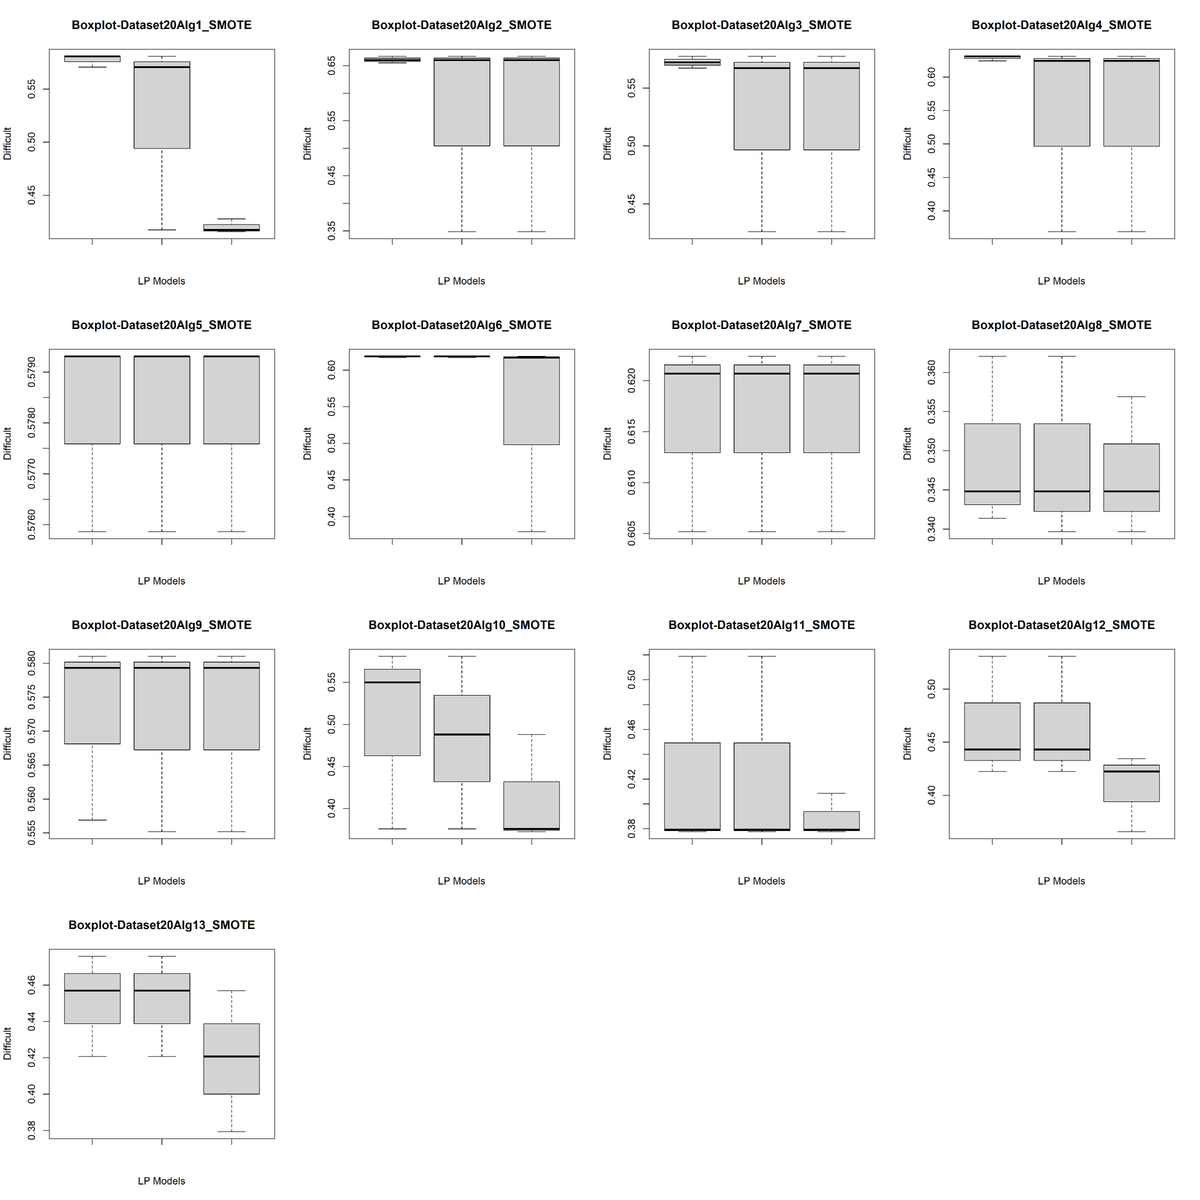 Boxplot-Dataset20Alg1_SMOTE
Difficult
0.55
0.50
0.45
LP Models
Boxplot-Dataset20Alg2_SMOTE
Difficult
0.65
0.55
0.45
0.35
LP Models
Boxplot-Dataset20Alg3_SMOTE
Difficult
0.55
0.50
0.45
LP Models
Boxplot-Dataset20Alg4_SMOTE
Difficult
0.60
0.55
0.50
0.45
0.40
LP Models
Boxplot-Dataset20Alg5_SMOTE
Difficult
0.5790
0.5780
0.5770
0.5760
LP Models
Boxplot-Dataset20Alg6_SMOTE
Difficult
0.60
0.55
0.50
0.45
0.40
LP Models
Boxplot-Dataset20Alg7_SMOTE
Difficult
0.620
0.615
0.610
0.605
LP Models
Boxplot-Dataset20Alg8_SMOTE
Difficult
0.360
0.355
0.350
0.345
0.340
LP Models
Boxplot-Dataset20Alg9_SMOTE
Difficult
0.580
0.575
0.570
0.565
0.560
0.555
LP Models
Boxplot-Dataset20Alg10_SMOTE
Difficult
0.55
0.50
0.45
0.40
LP Models
Boxplot-Dataset20Alg11_SMOTE
Difficult
0.50
0.46
0.42
0.38
LP Models
Boxplot-Dataset20Alg12_SMOTE
Difficult
0.50
0.45
0.40
LP Models
Boxplot-Dataset20Alg13_SMOTE
Difficult
0.46
0.44
0.42
0.40
0.38
LP Models